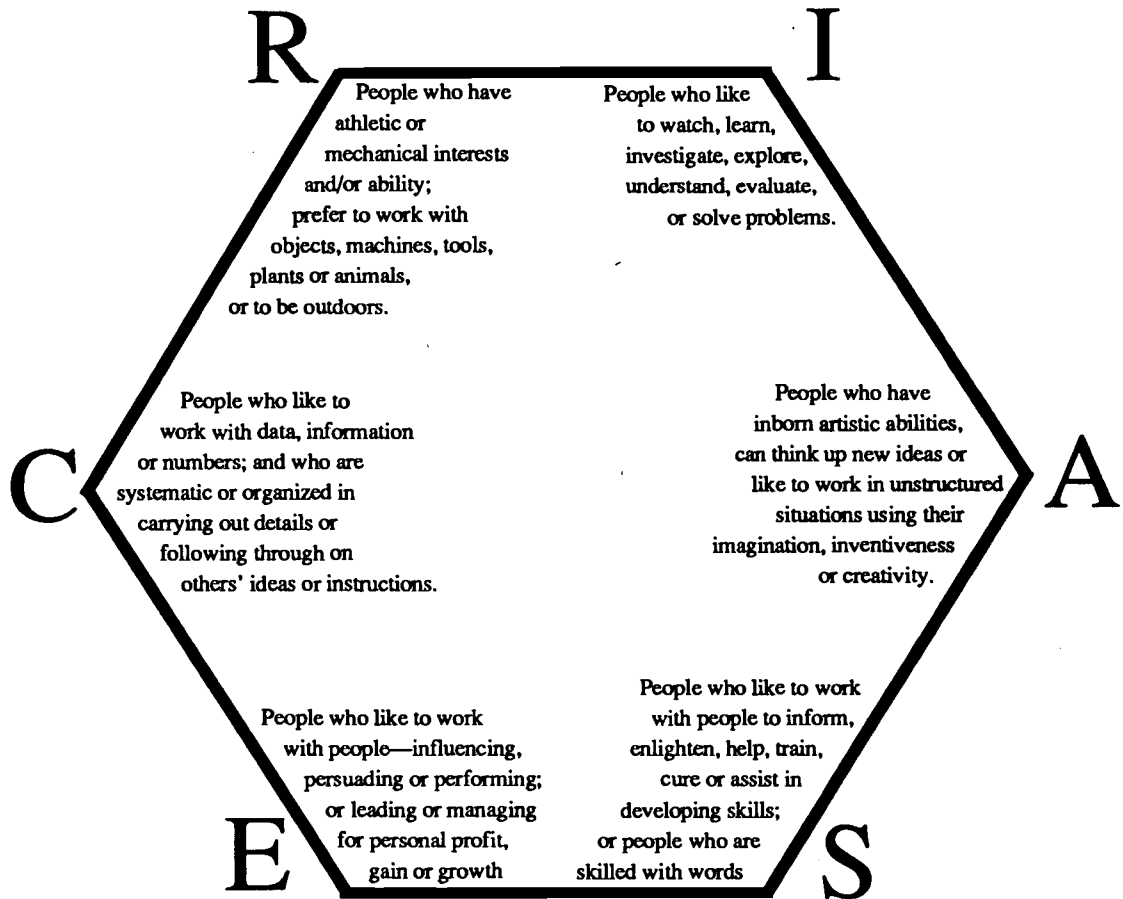 R
People who have
athletic or
mechanical interests
and/or ability;
prefer to work with
objects, machines, tools,
plants or animals,
or to be outdoors.
I
People who like
to watch, learn,
investigate, explore,
understand, evaluate,
or solve problems.
C
People who like to
work with data, information
or numbers; and who are
systematic or organized in
carrying out details or
following through on
others' ideas or instructions.
A
People who have
inborn artistic abilities,
can think up new ideas or
like to work in unstructured
situations using their
imagination, inventiveness
or creativity.
E
People who like to work
with people—influencing,
persuading or performing;
or leading or managing
for personal profit,
gain or growth
S
People who like to work
with people to inform,
enlighten, help, train,
cure or assist in
developing skills;
or people who are
skilled with words